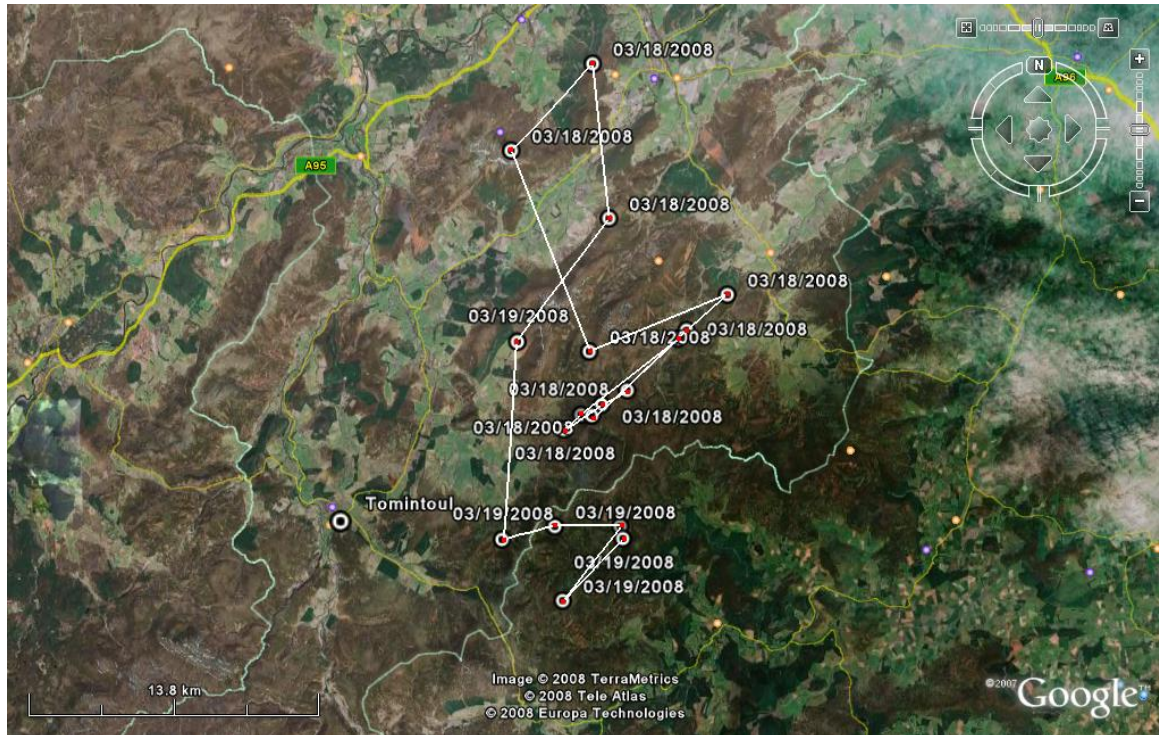 03/18/2008
N
A96
03/18/2008
A95
03/18/2008
03/18/2008
03/19/2008
03/18/2008
03/18/2008
03/18/2008
03/18/2008
03/18/2008
03/18/2008
Tomintoul
03/19/2008
03/19/2008
03/19/2008
03/19/2008
13.8 km
Image © 2008 TerraMetrics
© 2008 Tele Atlas
© 2008 Europa Technologies
©2007 Google™